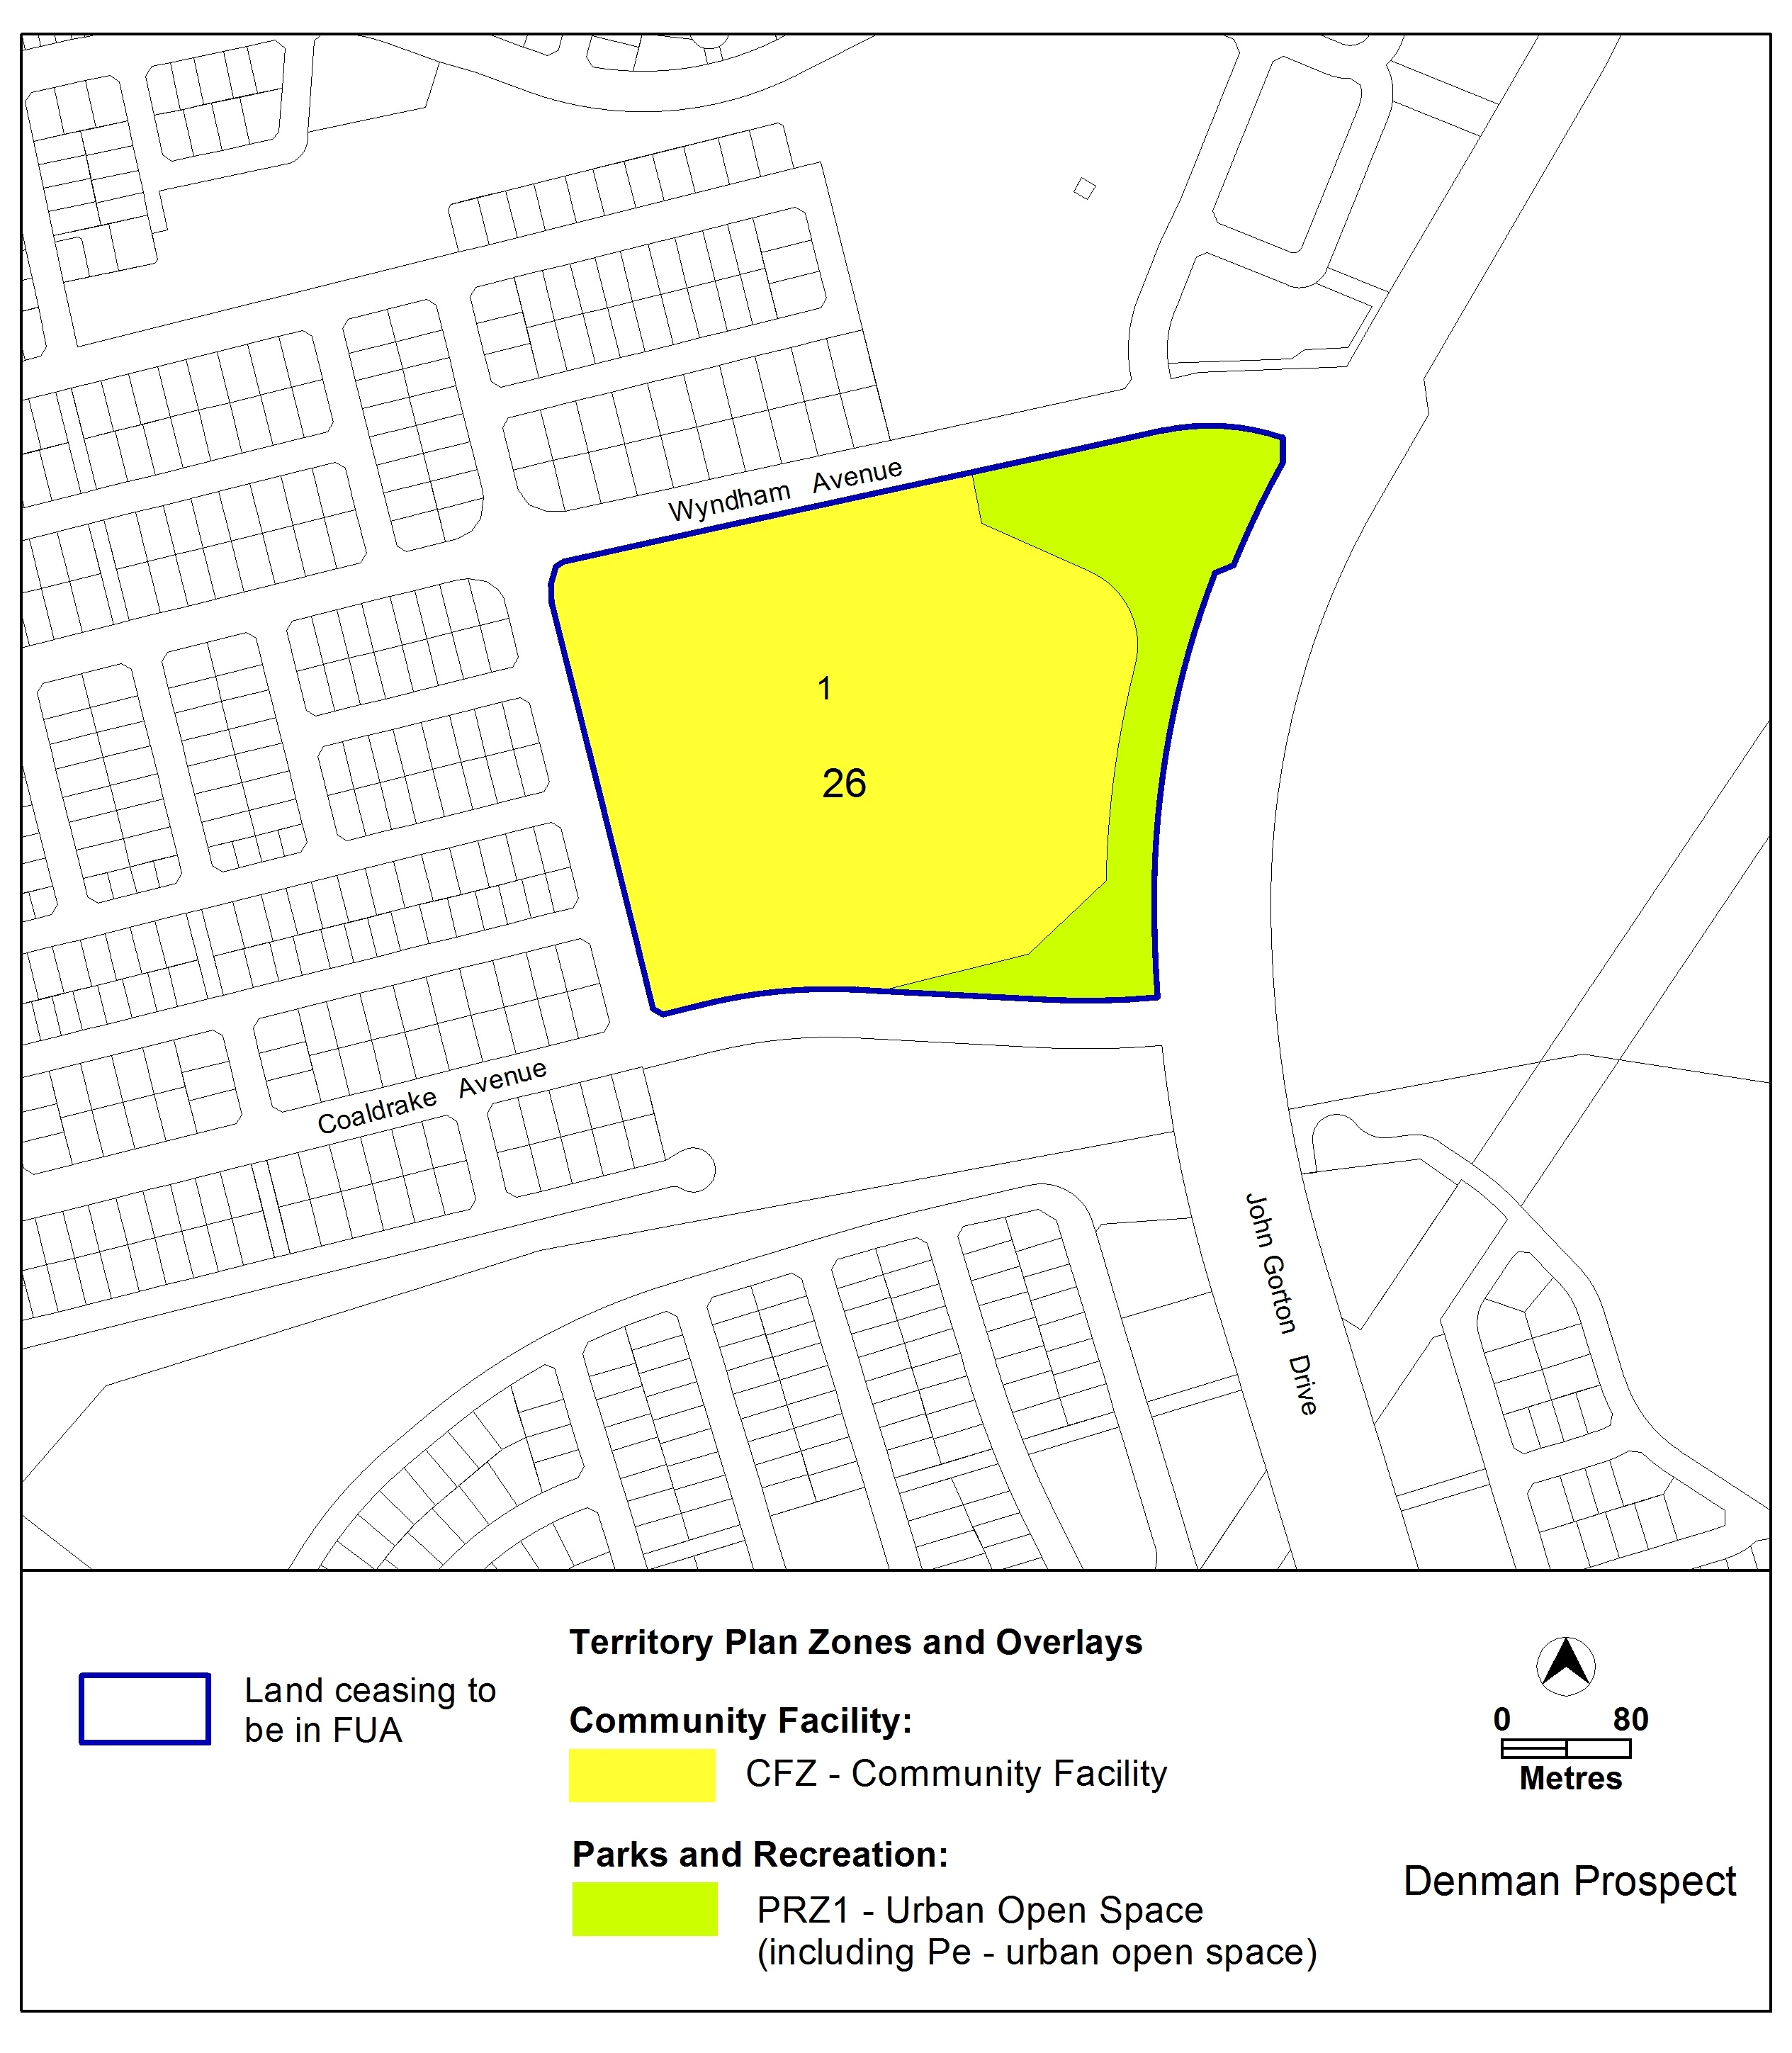 Wyndham Avenue
1
26
Coaldrake Avenue
John Gorton Drive
Territory Plan Zones and Overlays
Land ceasing to
be in FUA
Community Facility:
CFZ - Community Facility
Parks and Recreation:
PRZ1 - Urban Open Space
(including Pe - urban open space)
0 80
Metres
Denman Prospect